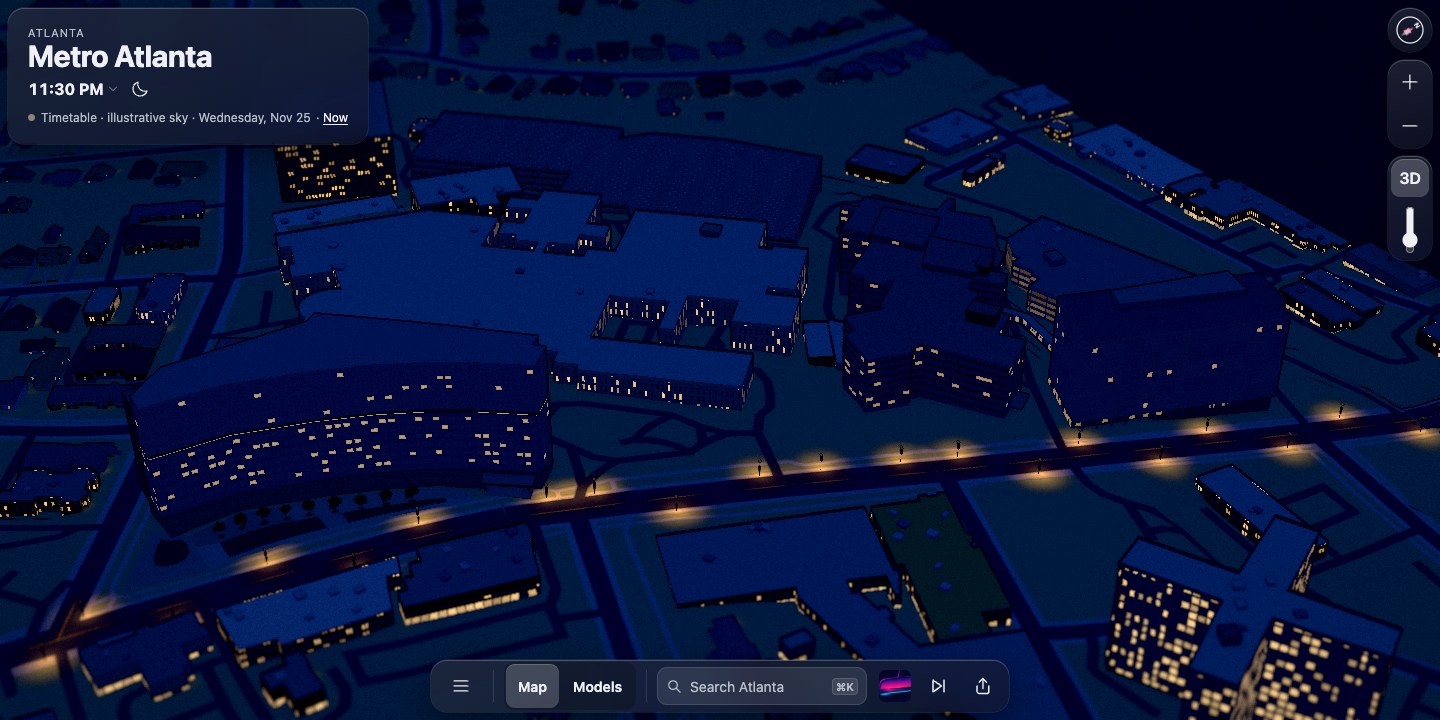 ATLANTA
Metro Atlanta
11:30 PM
Timetable · illustrative sky · Wednesday, Nov 25 · Now
3D
Map
Models
Search Atlanta
⌘K